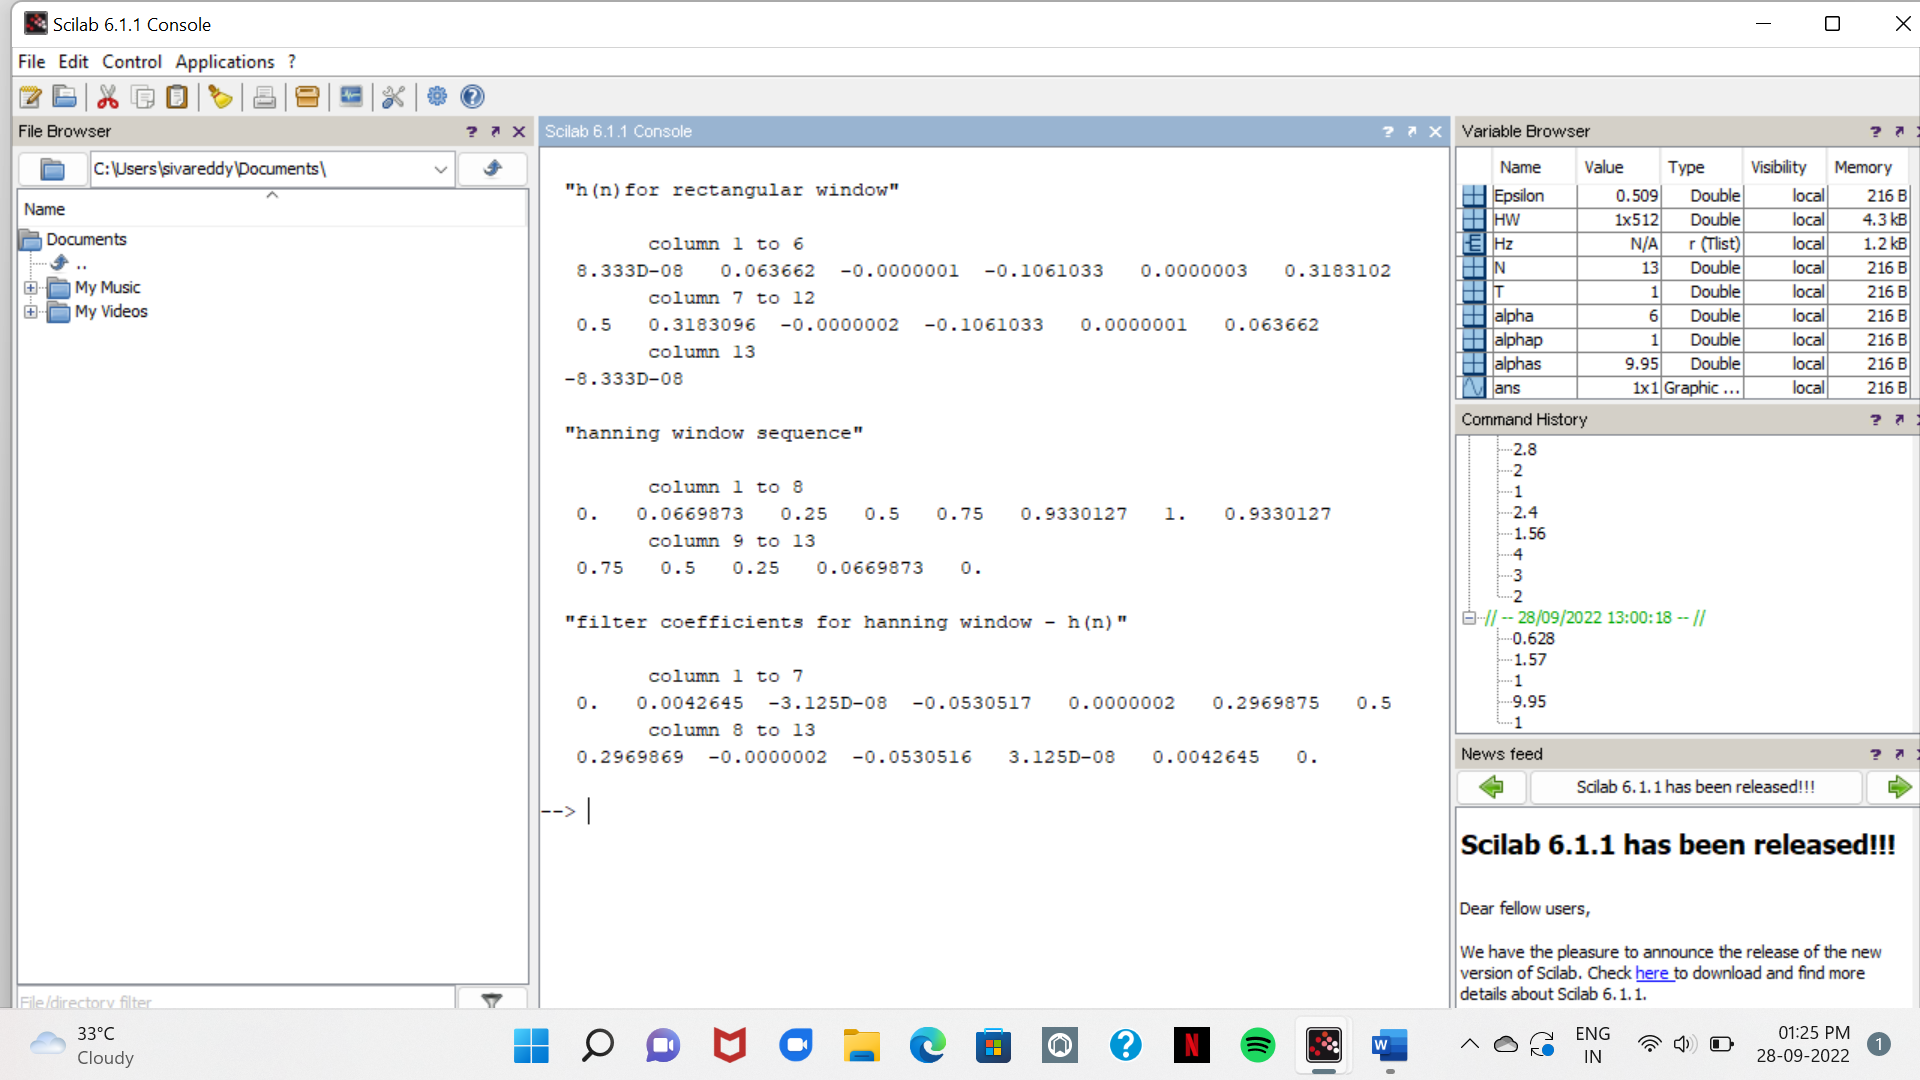 Scilab 6.1.1 Console
File Edit Control Applications ?
File Browser
C:\Users\sivareddy\Documents\
Name
Documents
..
My Music
My Videos
File/directory filter
Scilab 6.1.1 Console
"h(n)for rectangular window"
column 1 to 6
8.333D-08 0.063662 -0.0000001 -0.1061033 0.0000003 0.3183102
column 7 to 12
0.5 0.3183096 -0.0000002 -0.1061033 0.0000001 0.063662
column 13
-8.333D-08
"hanning window sequence"
column 1 to 8
0. 0.0669873 0.25 0.5 0.75 0.9330127 1. 0.9330127
column 9 to 13
0.75 0.5 0.25 0.0669873 0.
"filter coefficients for hanning window - h(n)"
column 1 to 7
0. 0.0042645 -3.125D-08 -0.0530517 0.0000002 0.2969875 0.5
column 8 to 13
0.2969869 -0.0000002 -0.0530516 3.125D-08 0.0042645 0.
-->
Variable Browser
Name Value Type Visibility Memory
Epsilon 0.509 Double local 216 B
HW 1x512 Double local 4.3 kB
Hz N/A r (Tlist) local 1.2 kB
N 13 Double local 216 B
T 1 Double local 216 B
alpha 6 Double local 216 B
alphap 1 Double local 216 B
alphas 9.95 Double local 216 B
ans 1x1 Graphic ... local 216 B
Command History
2.8
2
1
2.4
1.56
4
3
2
// -- 28/09/2022 13:00:18 -- //
0.628
1.57
1
9.95
1
News feed
Scilab 6.1.1 has been released!!!
Scilab 6.1.1 has been released!!!
Dear fellow users,
We have the pleasure to announce the release of the new
version of Scilab. Check here to download and find more
details about Scilab 6.1.1.
33°C
Cloudy
ENG
IN
01:25 PM
28-09-2022
1